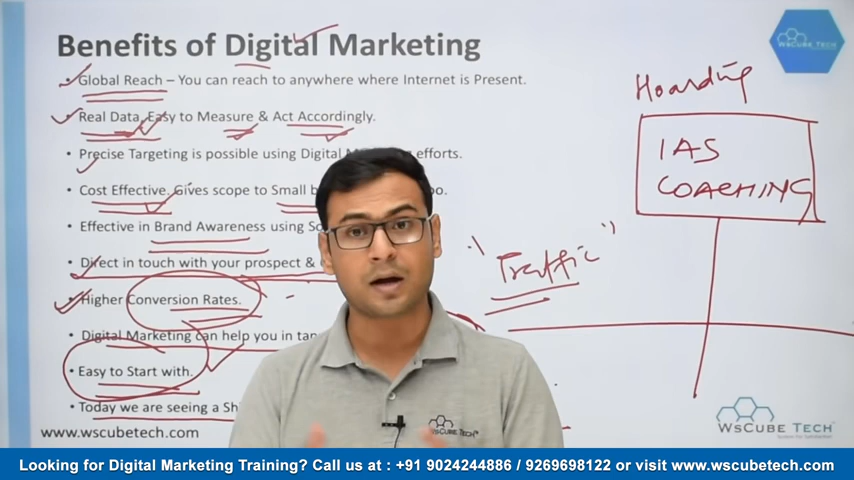 Benefits of Digital Marketing
WSCUBE TECH
• Global Reach – You can reach to anywhere where Internet is Present.
Hoarding
• Real Data, Easy to Measure & Act Accordingly.
IAS
COACHING
• Precise Targeting is possible using Digital efforts.
• Cost Effective. Gives scope to Small
• Effective in Brand Awareness using
"Traffic"
• Direct in touch with your prospect &
• Higher Conversion Rates.
• Digital Marketing can help you in
• Easy to Start with.
• Today we are seeing a
www.wscubetech.com
WSCUBE TECH
WSCUBE TECH
Looking for Digital Marketing Training? Call us at : +91 9024244886 / 9269698122 or visit www.wscubetech.com